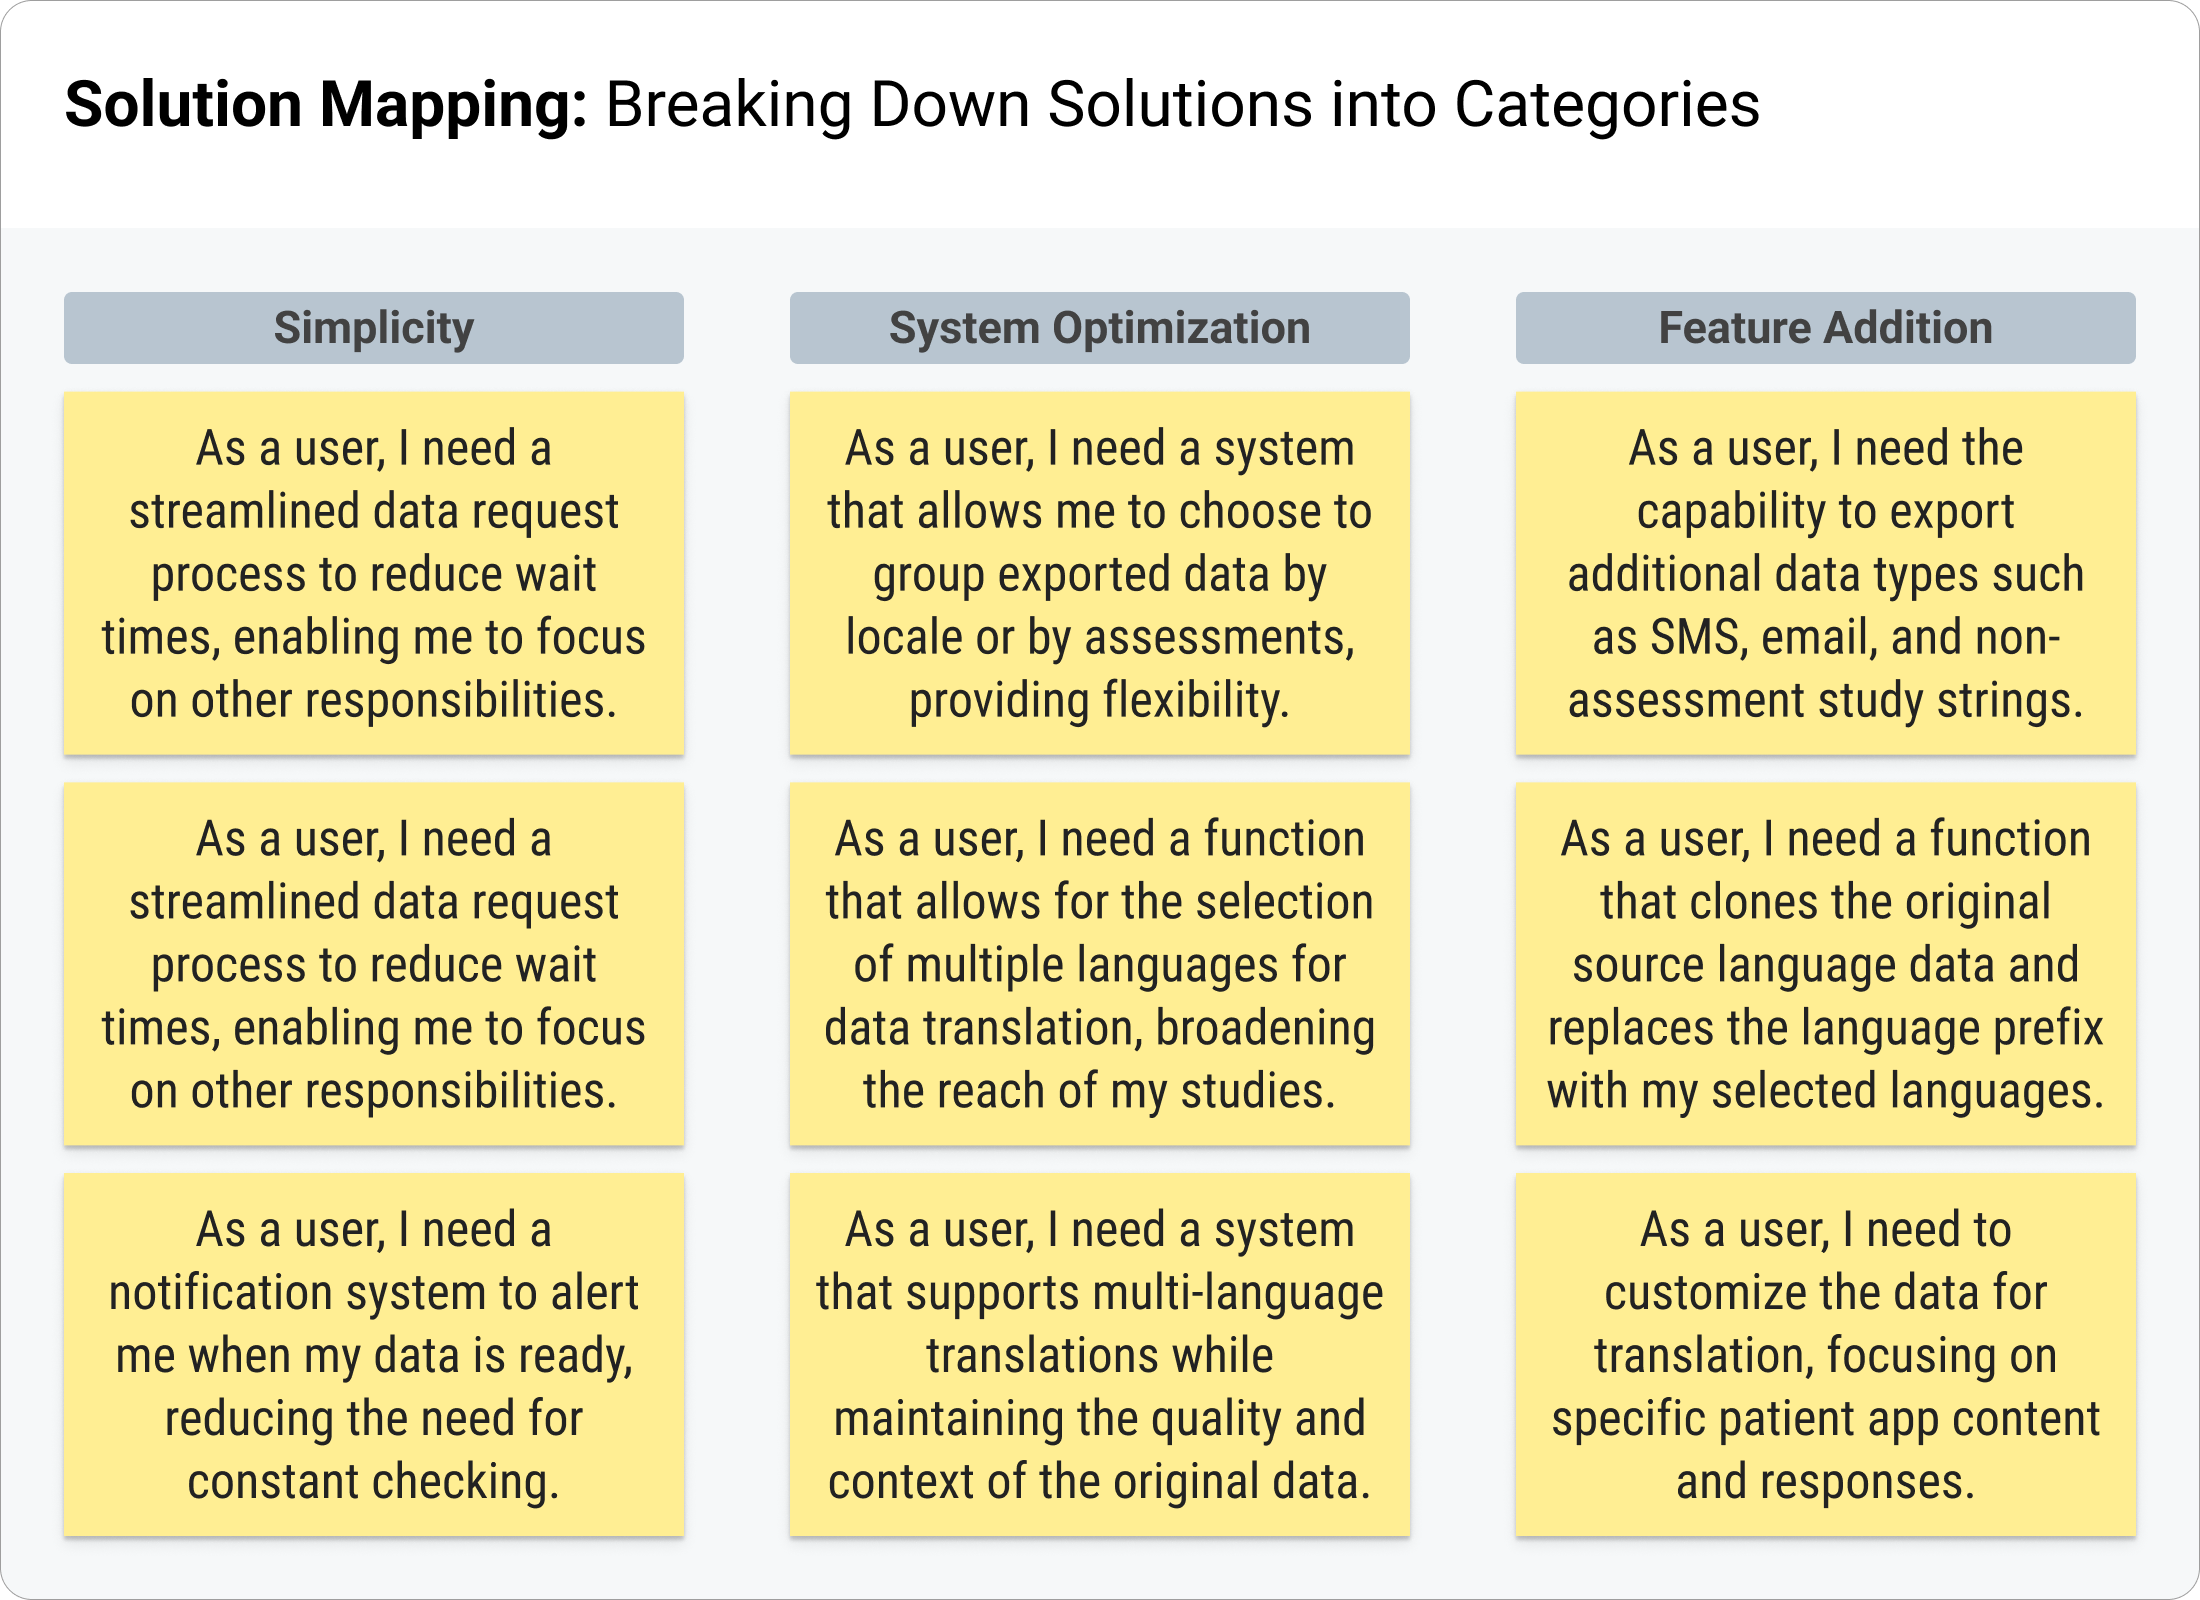 Solution Mapping: Breaking Down Solutions into Categories
Simplicity
As a user, I need a
streamlined data request
process to reduce wait
times, enabling me to focus
on other responsibilities.
As a user, I need a
streamlined data request
process to reduce wait
times, enabling me to focus
on other responsibilities.
As a user, I need a
notification system to alert
me when my data is ready,
reducing the need for
constant checking.
System Optimization
As a user, I need a system
that allows me to choose to
group exported data by
locale or by assessments,
providing flexibility.
As a user, I need a function
that allows for the selection
of multiple languages for
data translation, broadening
the reach of my studies.
As a user, I need a system
that supports multi-language
translations while
maintaining the quality and
context of the original data.
Feature Addition
As a user, I need the
capability to export
additional data types such
as SMS, email, and non-
assessment study strings.
As a user, I need a function
that clones the original
source language data and
replaces the language prefix
with my selected languages.
As a user, I need to
customize the data for
translation, focusing on
specific patient app content
and responses.